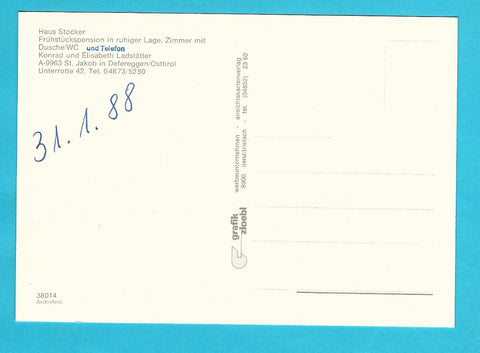 Haus Stocker
Frühstückspension in ruhiger Lage, Zimmer mit
Dusche/WC und Telefon
Konrad und Elisabeth Ladstätter
A-9963 St. Jakob in Defereggen/Osttirol
Unterrotte 42, Tel. 04873/5280
31. 1. 88
grafik
zloebl
werbeunternehmen - ansichtskartenverlag
9900 lienz/tristach - tel. (04852) 23 60
38014